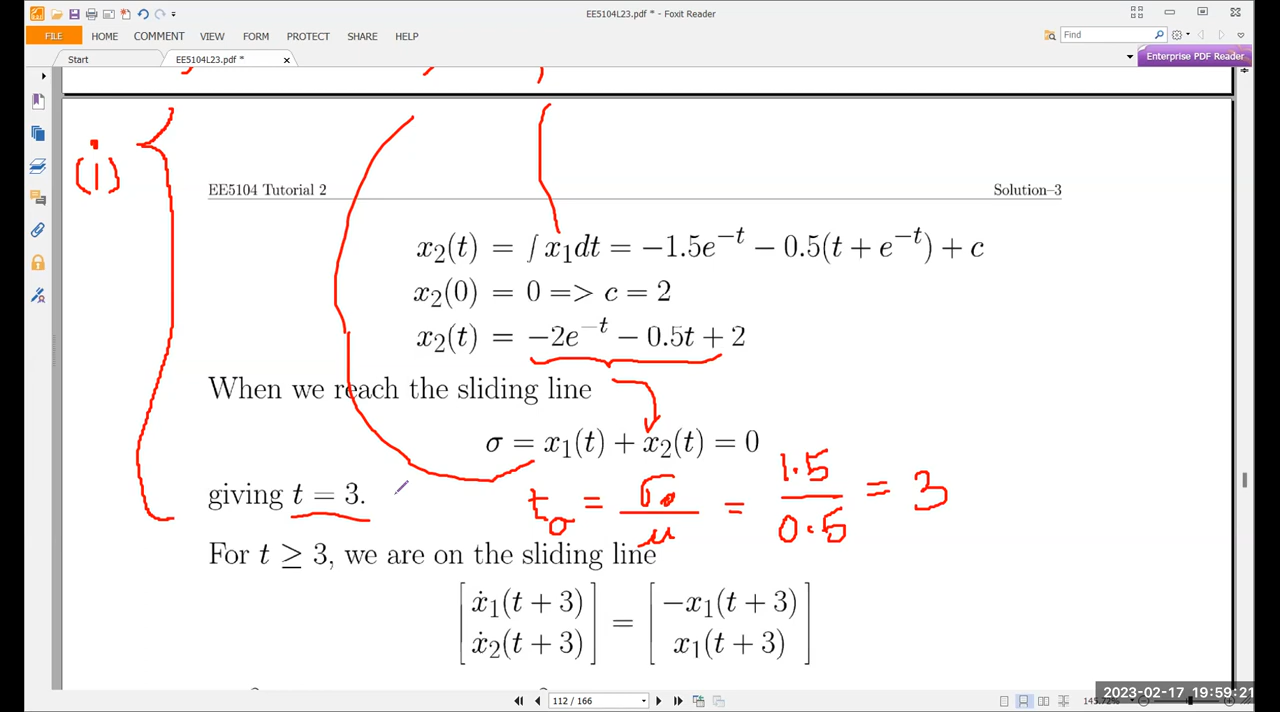 EE5104L23.pdf * - Foxit Reader
FILE HOME COMMENT VIEW FORM PROTECT SHARE HELP Find
Start EE5104L23.pdf * Enterprise PDF Reader
(i)
EE5104 Tutorial 2 Solution–3
x₂(t) = ∫ x₁dt = −1.5e^{−t} − 0.5(t + e^{−t}) + c
x₂(0) = 0 => c = 2
x₂(t) = −2e^{−t} − 0.5t + 2
When we reach the sliding line
σ = x₁(t) + x₂(t) = 0
giving t = 3.
t_σ = σ₀/μ = 1.5/0.5 = 3
For t ≥ 3, we are on the sliding line
[ẋ₁(t + 3)] = [−x₁(t + 3)]
[ẋ₂(t + 3)] [x₁(t + 3)]
112 / 166
2023-02-17 19:59:21